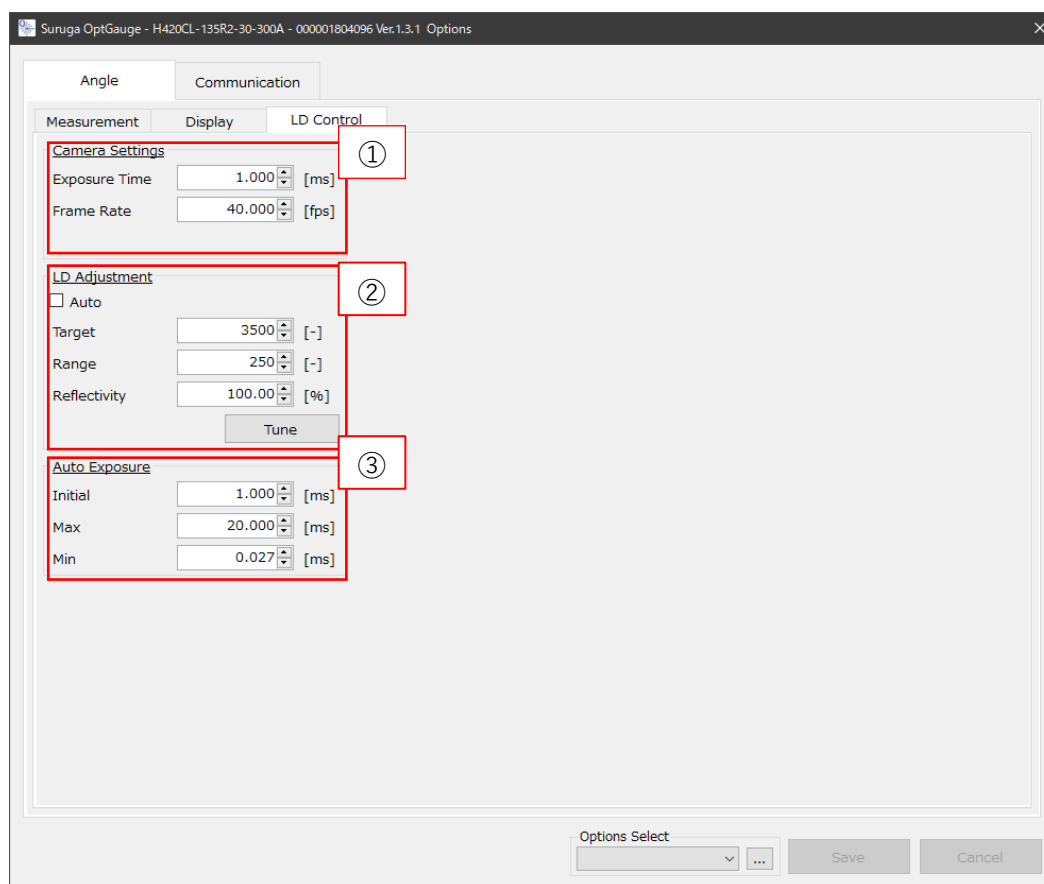 Suruga OptGauge - H420CL-135R2-30-300A - 000001804096 Ver.1.3.1 Options
Angle Communication
Measurement Display LD Control
Camera Settings ①
Exposure Time 1.000 [ms]
Frame Rate 40.000 [fps]
LD Adjustment ②
Auto
Target 3500 [-]
Range 250 [-]
Reflectivity 100.00 [%]
Tune
Auto Exposure ③
Initial 1.000 [ms]
Max 20.000 [ms]
Min 0.027 [ms]
Options Select
... Save Cancel